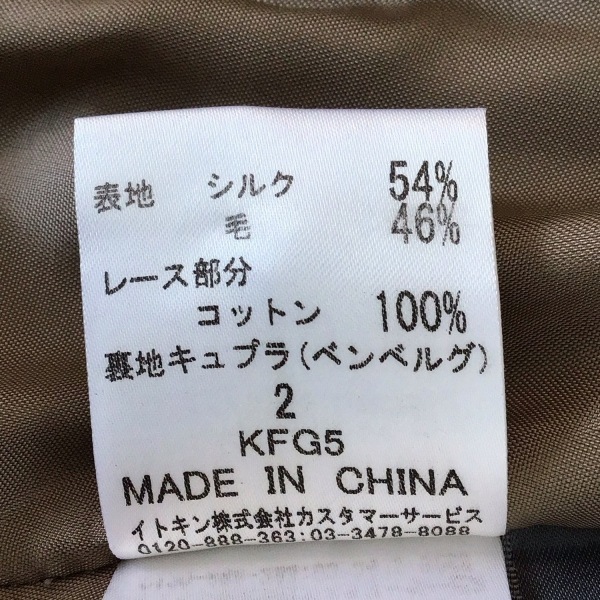 表地 シルク 54%
毛 46%
レース部分
コットン 100%
裏地キュプラ(ベンベルグ)
2
KFG5
MADE IN CHINA
イトキン株式会社カスタマーサービス
0120-988-363:03-3478-8088